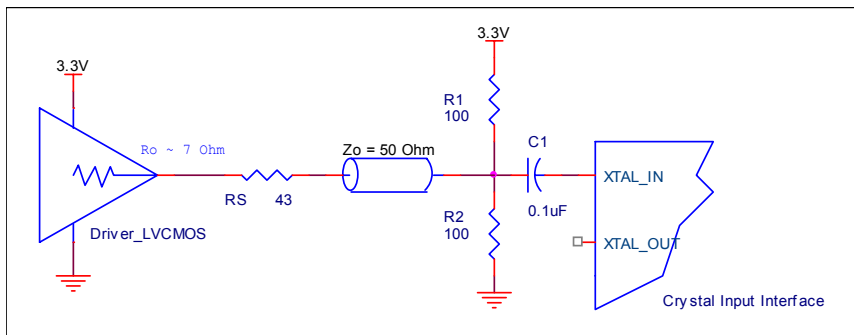 3.3V
3.3V
R1
100
Ro ~ 7 Ohm
Zo = 50 Ohm
C1
RS 43
0.1uF
XTAL_IN
R2
100
XTAL_OUT
Driver_LVCMOS
Crystal Input Interface